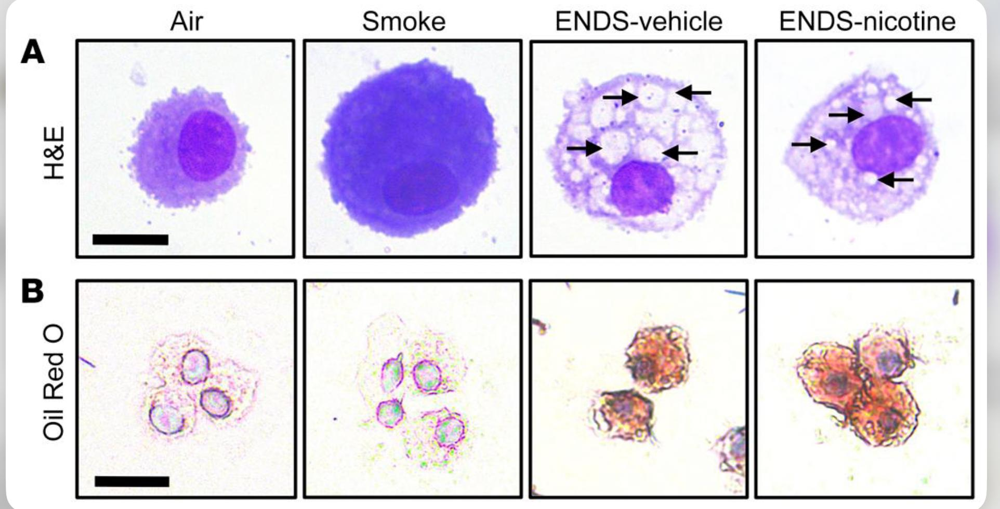 Air Smoke ENDS-vehicle ENDS-nicotine
A
H&E
B
Oil Red O